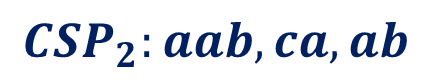 CSP₂: aab, ca, ab